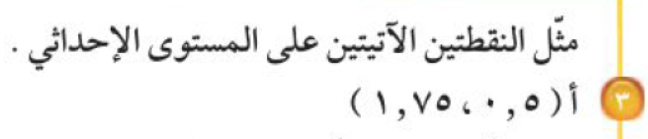 مثّل النقطتين الآتيتين على المستوى الإحداثي .
٣ أ ( ٠,٥ ، ١,٧٥ )